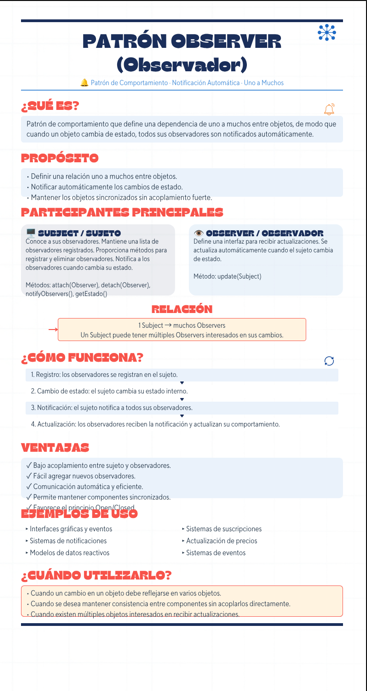 PATRÓN OBSERVER
(Observador)
🔔 Patrón de Comportamiento · Notificación Automática · Uno a Muchos
¿QUÉ ES?
Patrón de comportamiento que define una dependencia de uno a muchos entre objetos, de modo que
cuando un objeto cambia de estado, todos sus observadores son notificados automáticamente.
PROPÓSITO
• Definir una relación uno a muchos entre objetos.
• Notificar automáticamente los cambios de estado.
• Mantener los objetos sincronizados sin acoplamiento fuerte.
PARTICIPANTES PRINCIPALES
🖥️ SUBJECT / SUJETO
Conoce a sus observadores. Mantiene una lista de
observadores registrados. Proporciona métodos para
registrar y eliminar observadores. Notifica a los
observadores cuando cambia su estado.
Métodos: attach(Observer), detach(Observer),
notifyObservers(), getEstado()
👁️ OBSERVER / OBSERVADOR
Define una interfaz para recibir actualizaciones. Se
actualiza automáticamente cuando el sujeto cambia
de estado.
Método: update(Subject)
RELACIÓN
1 Subject → muchos Observers
Un Subject puede tener múltiples Observers interesados en sus cambios.
¿CÓMO FUNCIONA?
1. Registro: los observadores se registran en el sujeto.
2. Cambio de estado: el sujeto cambia su estado interno.
3. Notificación: el sujeto notifica a todos sus observadores.
4. Actualización: los observadores reciben la notificación y actualizan su comportamiento.
VENTAJAS
✓ Bajo acoplamiento entre sujeto y observadores.
✓ Fácil agregar nuevos observadores.
✓ Comunicación automática y eficiente.
✓ Permite mantener componentes sincronizados.
✓ Favorece el principio Open/Closed.
EJEMPLOS DE USO
• Interfaces gráficas y eventos
• Sistemas de notificaciones
• Modelos de datos reactivos
• Sistemas de suscripciones
• Actualización de precios
• Sistemas de eventos
¿CUÁNDO UTILIZARLO?
• Cuando un cambio en un objeto debe reflejarse en varios objetos.
• Cuando se desea mantener consistencia entre componentes sin acoplarlos directamente.
• Cuando existen múltiples objetos interesados en recibir actualizaciones.